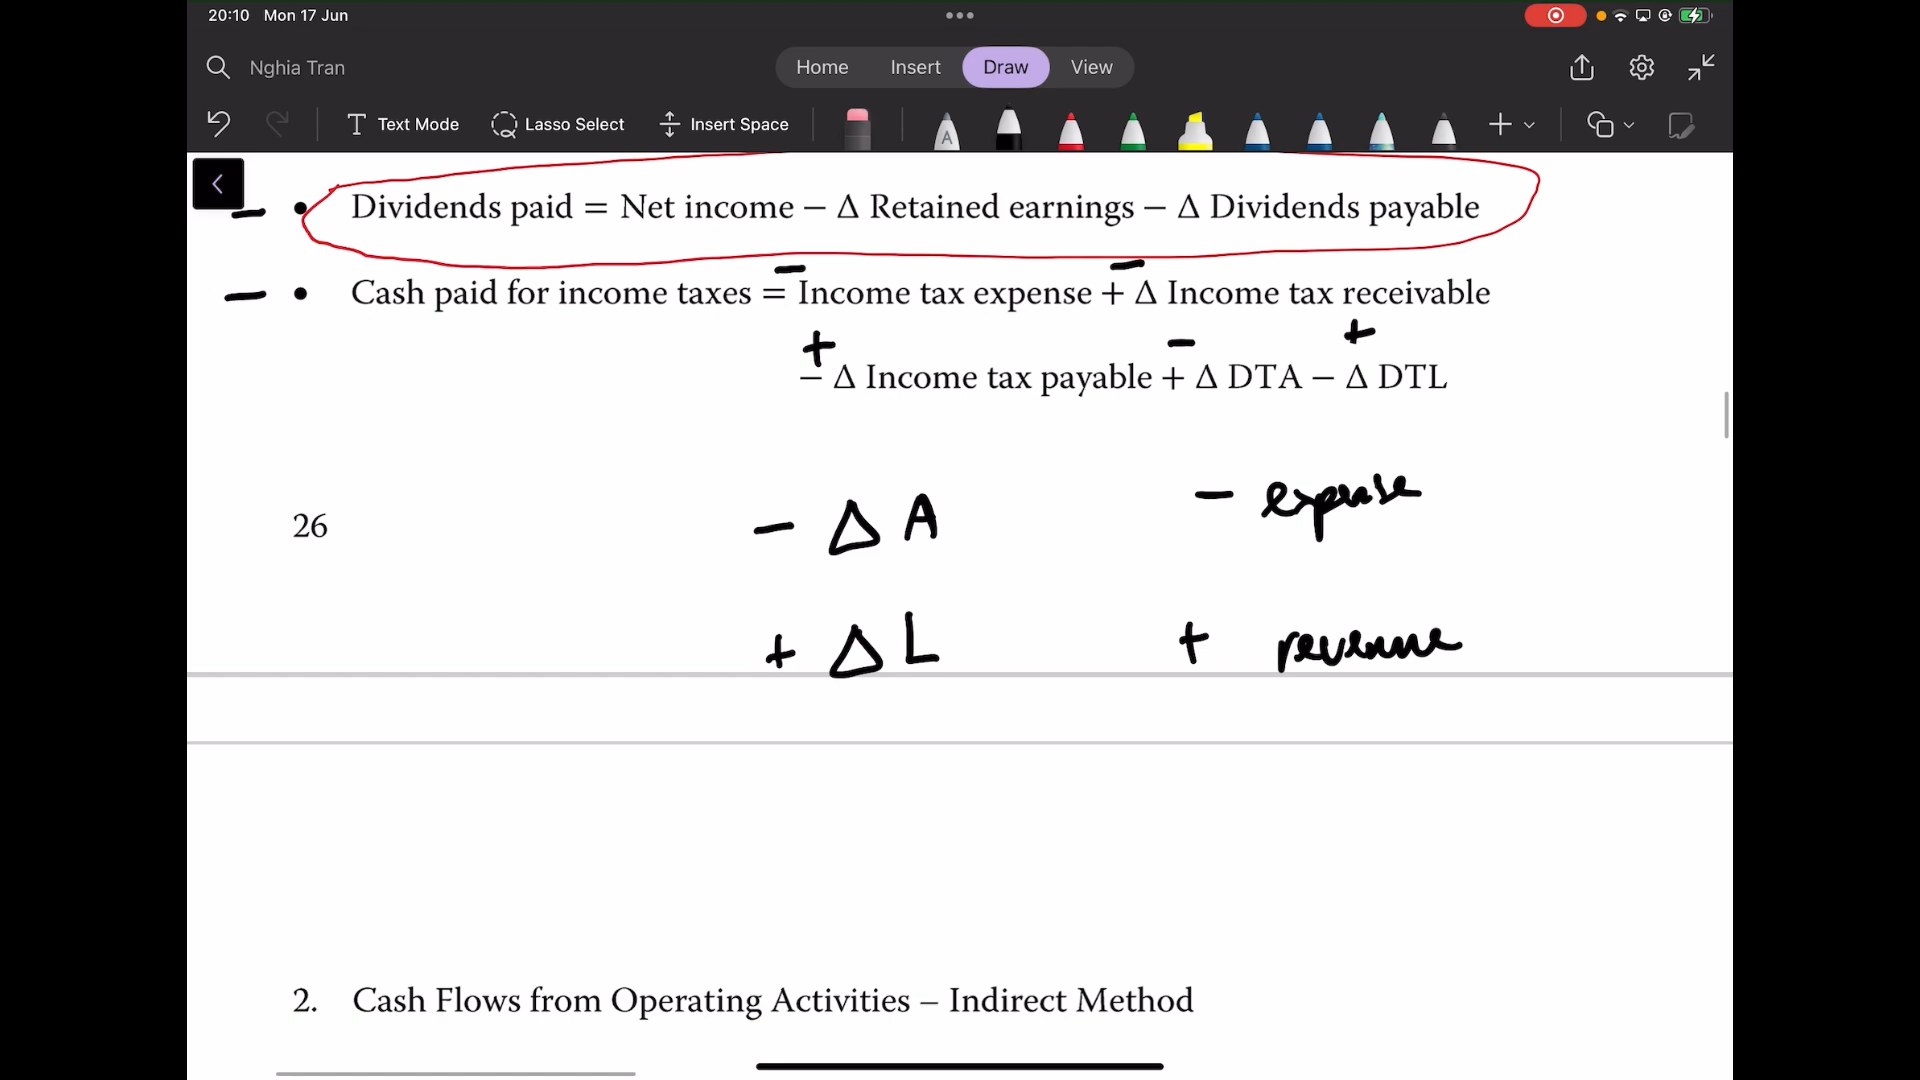 20:10 Mon 17 Jun
Nghia Tran
Home Insert Draw View
Text Mode Lasso Select Insert Space
A
− • Dividends paid = Net income − Δ Retained earnings − Δ Dividends payable
− −
− • Cash paid for income taxes = Income tax expense + Δ Income tax receivable
+ − +
− Δ Income tax payable + Δ DTA − Δ DTL
− Δ A − expense
26
+ Δ L + revenue
2. Cash Flows from Operating Activities – Indirect Method